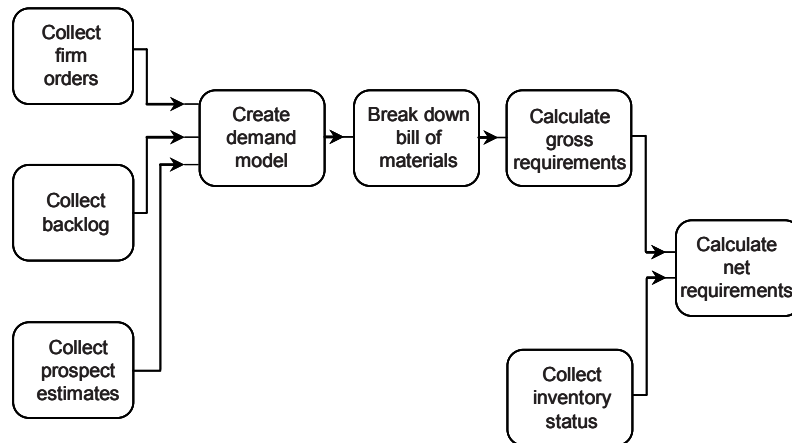 Collect
firm
orders
Create
demand
model
Break down
bill of
materials
Calculate
gross
requirements
Collect
backlog
Calculate
net
requirements
Collect
prospect
estimates
Collect
inventory
status